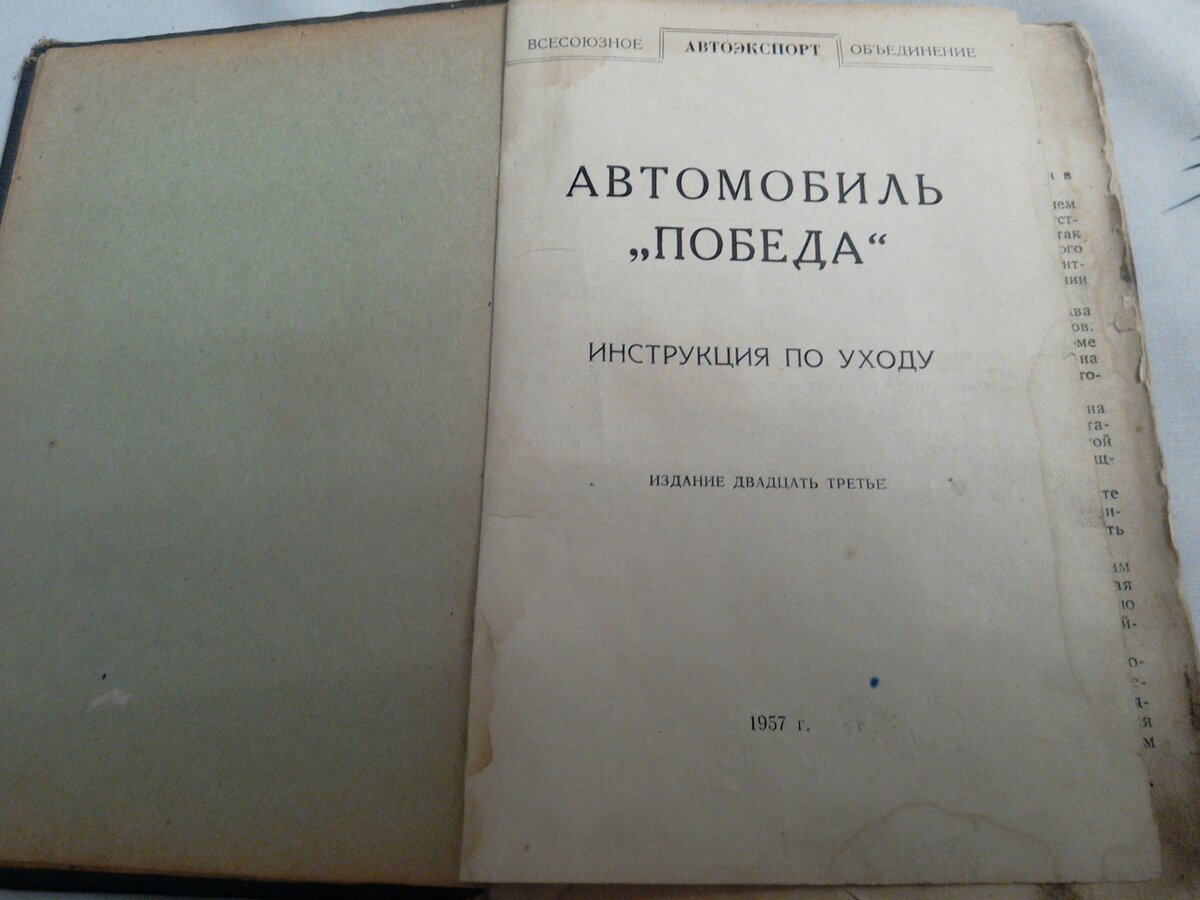 ВСЕСОЮЗНОЕ АВТОЭКСПОРТ ОБЪЕДИНЕНИЕ
АВТОМОБИЛЬ
„ПОБЕДА“
ИНСТРУКЦИЯ ПО УХОДУ
ИЗДАНИЕ ДВАДЦАТЬ ТРЕТЬЕ
1957 г.